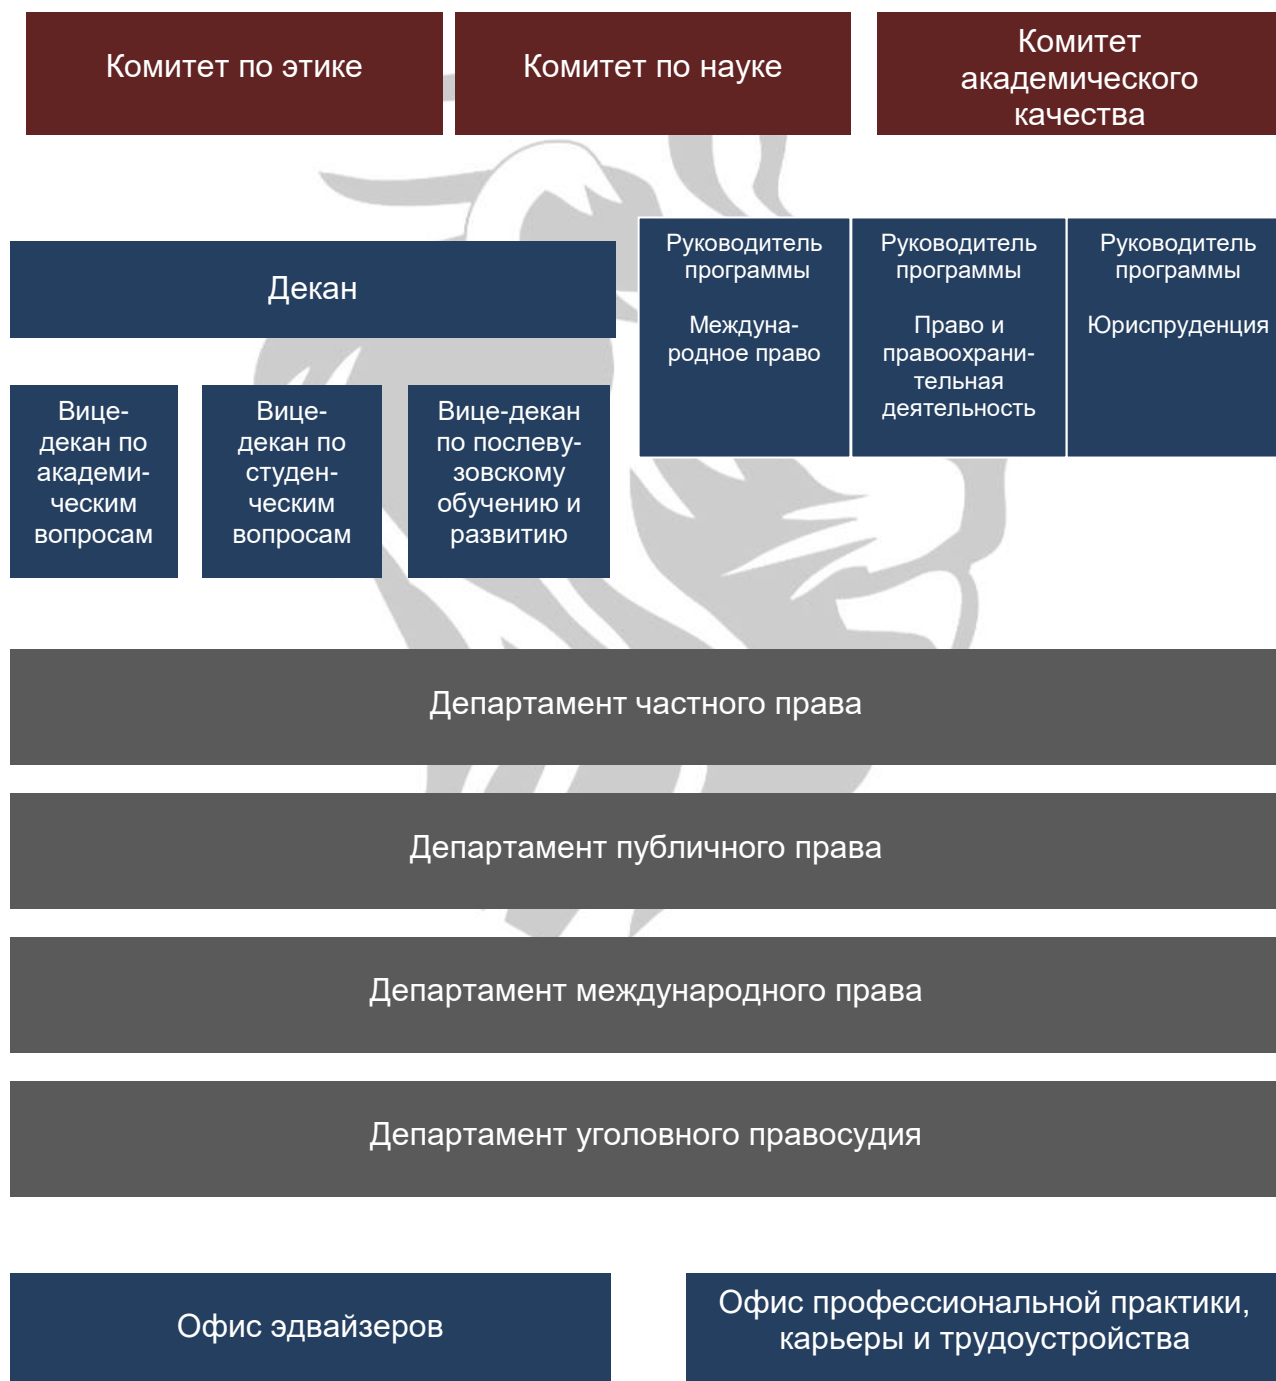 Комитет по этике
Комитет по науке
Комитет
академического
качества
Декан
Руководитель
программы
Междуна-
родное право
Руководитель
программы
Право и
правоохрани-
тельная
деятельность
Руководитель
программы
Юриспруденция
Вице-
декан по
академи-
ческим
вопросам
Вице-
декан по
студен-
ческим
вопросам
Вице-декан
по послеву-
зовскому
обучению и
развитию
Департамент частного права
Департамент публичного права
Департамент международного права
Департамент уголовного правосудия
Офис эдвайзеров
Офис профессиональной практики,
карьеры и трудоустройства